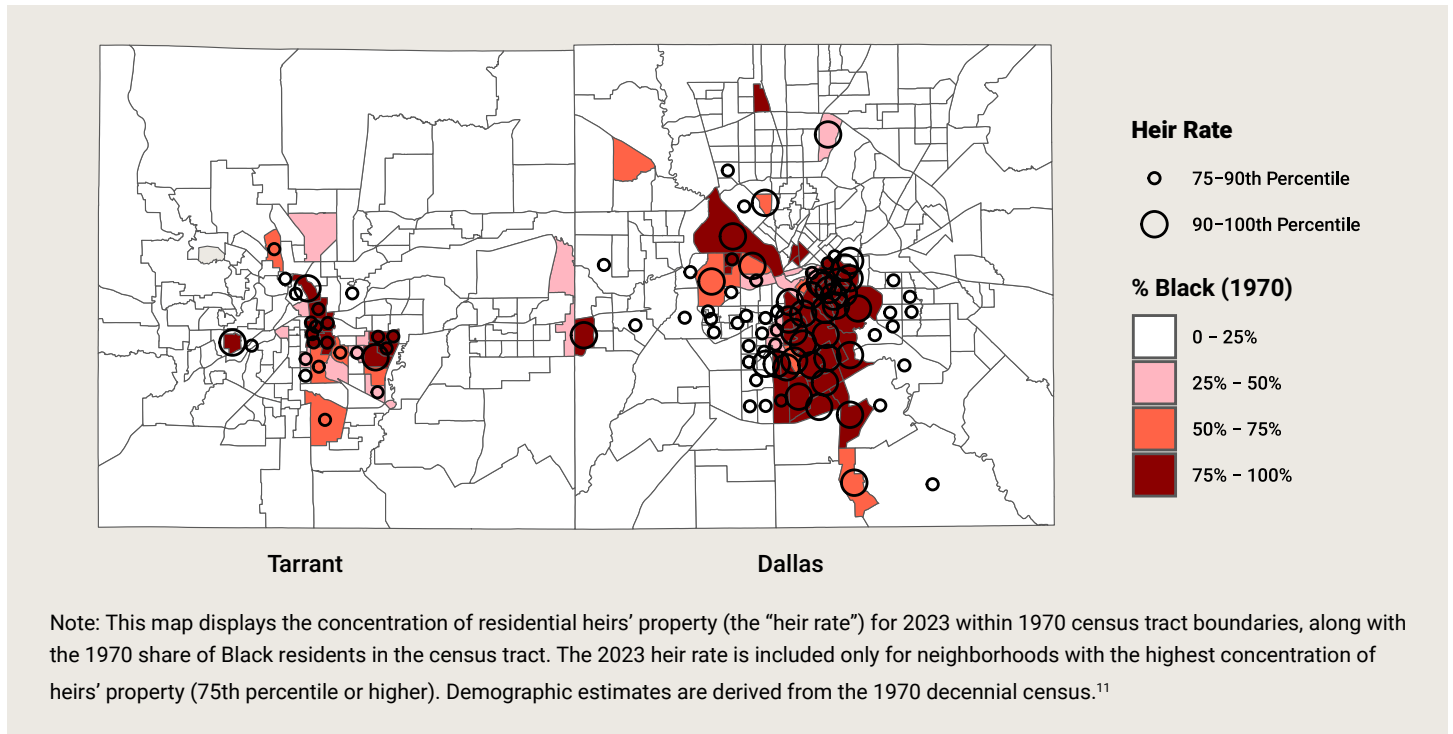 Heir Rate
75–90th Percentile
90–100th Percentile
% Black (1970)
0 – 25%
25% – 50%
50% – 75%
75% – 100%
Tarrant
Dallas
Note: This map displays the concentration of residential heirs’ property (the “heir rate”) for 2023 within 1970 census tract boundaries, along with
the 1970 share of Black residents in the census tract. The 2023 heir rate is included only for neighborhoods with the highest concentration of
heirs’ property (75th percentile or higher). Demographic estimates are derived from the 1970 decennial census.¹¹